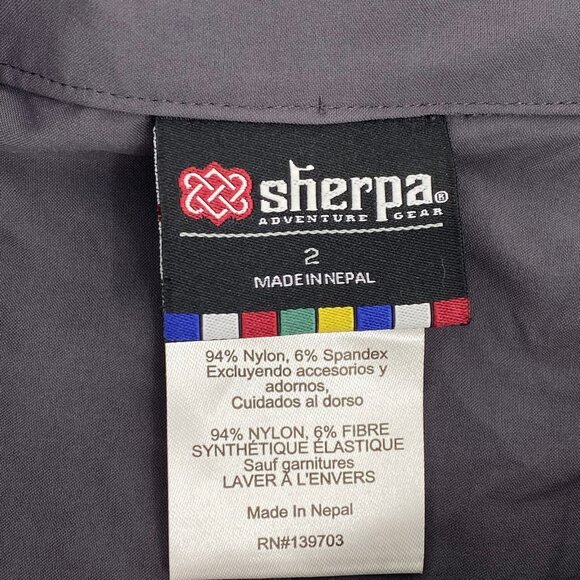 sherpa®
ADVENTURE GEAR
2
MADE IN NEPAL
94% Nylon, 6% Spandex
Excluyendo accesorios y
adornos,
Cuidados al dorso
94% NYLON, 6% FIBRE
SYNTHÉTIQUE ÉLASTIQUE
Sauf garnitures
LAVER À L'ENVERS
Made In Nepal
RN#139703